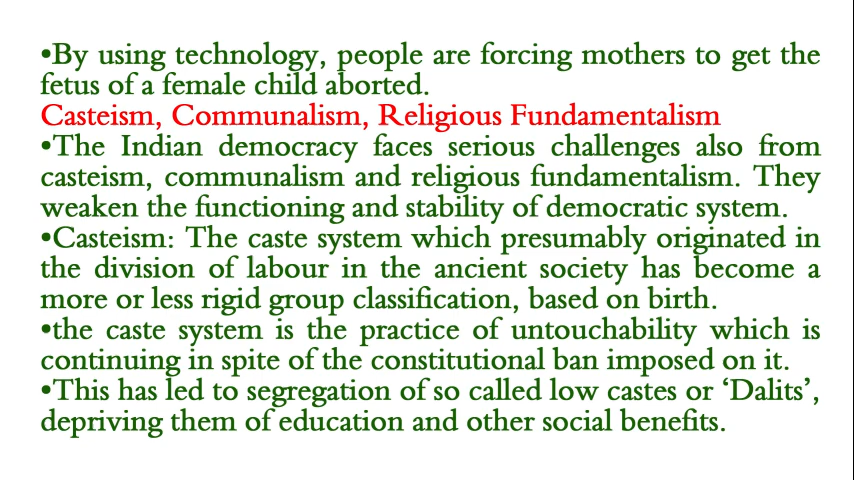 •By using technology, people are forcing mothers to get the
fetus of a female child aborted.
Casteism, Communalism, Religious Fundamentalism
•The Indian democracy faces serious challenges also from
casteism, communalism and religious fundamentalism. They
weaken the functioning and stability of democratic system.
•Casteism: The caste system which presumably originated in
the division of labour in the ancient society has become a
more or less rigid group classification, based on birth.
•the caste system is the practice of untouchability which is
continuing in spite of the constitutional ban imposed on it.
•This has led to segregation of so called low castes or ‘Dalits’,
depriving them of education and other social benefits.